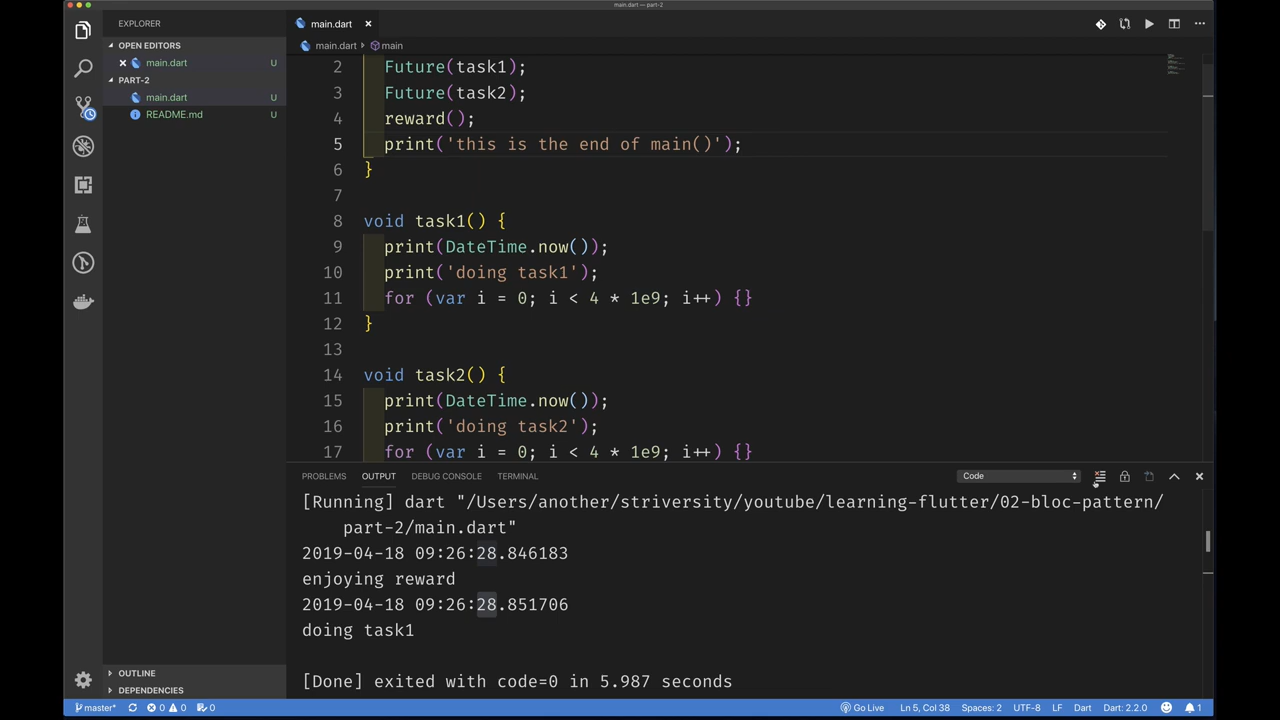 main.dart — part-2
EXPLORER
OPEN EDITORS
main.dart U
PART-2
main.dart U
README.md U
OUTLINE
DEPENDENCIES
main.dart
main.dart main
2 Future(task1);
3 Future(task2);
4 reward();
5 print('this is the end of main()');
6 }
7
8 void task1() {
9 print(DateTime.now());
10 print('doing task1');
11 for (var i = 0; i < 4 * 1e9; i++) {}
12 }
13
14 void task2() {
15 print(DateTime.now());
16 print('doing task2');
17 for (var i = 0; i < 4 * 1e9; i++) {}
PROBLEMS OUTPUT DEBUG CONSOLE TERMINAL Code
[Running] dart "/Users/another/striversity/youtube/learning-flutter/02-bloc-pattern/
part-2/main.dart"
2019-04-18 09:26:28.846183
enjoying reward
2019-04-18 09:26:28.851706
doing task1
[Done] exited with code=0 in 5.987 seconds
master* 0 0 0 Go Live Ln 5, Col 38 Spaces: 2 UTF-8 LF Dart Dart: 2.2.0 1